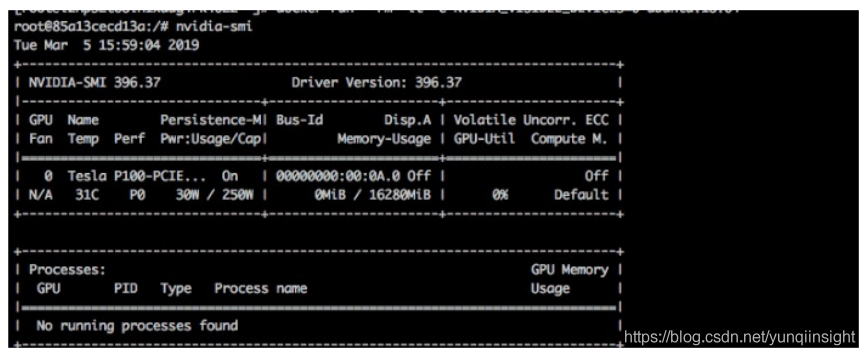 root@85a13cecd13a:/# nvidia-smi
Tue Mar  5 15:59:04 2019
+-----------------------------------------------------------------------------+
| NVIDIA-SMI 396.37                 Driver Version: 396.37                    |
|-------------------------------+----------------------+----------------------+
| GPU  Name        Persistence-M| Bus-Id        Disp.A | Volatile Uncorr. ECC |
| Fan  Temp  Perf  Pwr:Usage/Cap|         Memory-Usage | GPU-Util  Compute M. |
|===============================+======================+======================|
|   0  Tesla P100-PCIE...  On   | 00000000:00:0A.0 Off |                  Off |
| N/A   31C    P0    30W / 250W |      0MiB / 16280MiB |      0%      Default |
+-------------------------------+----------------------+----------------------+
+-----------------------------------------------------------------------------+
| Processes:                                                       GPU Memory |
|  GPU       PID   Type   Process name                             Usage      |
|=============================================================================|
|  No running processes found                                                 |
+-----------------------------------------------------------------------------+
https://blog.csdn.net/yunqiinsight